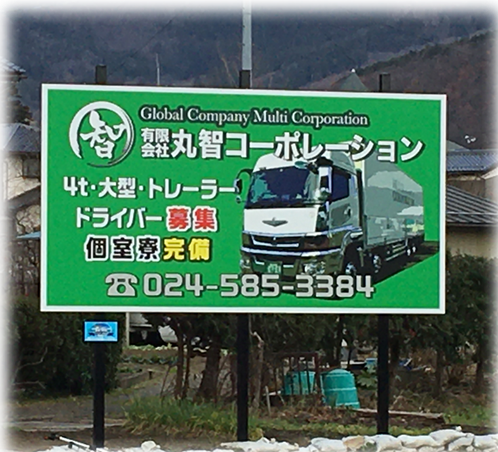 智
Global Company Multi Corporation
有限会社 丸智コーポレーション
4t・大型・トレーラー
ドライバー 募集
個室寮完備
☎024-585-3384